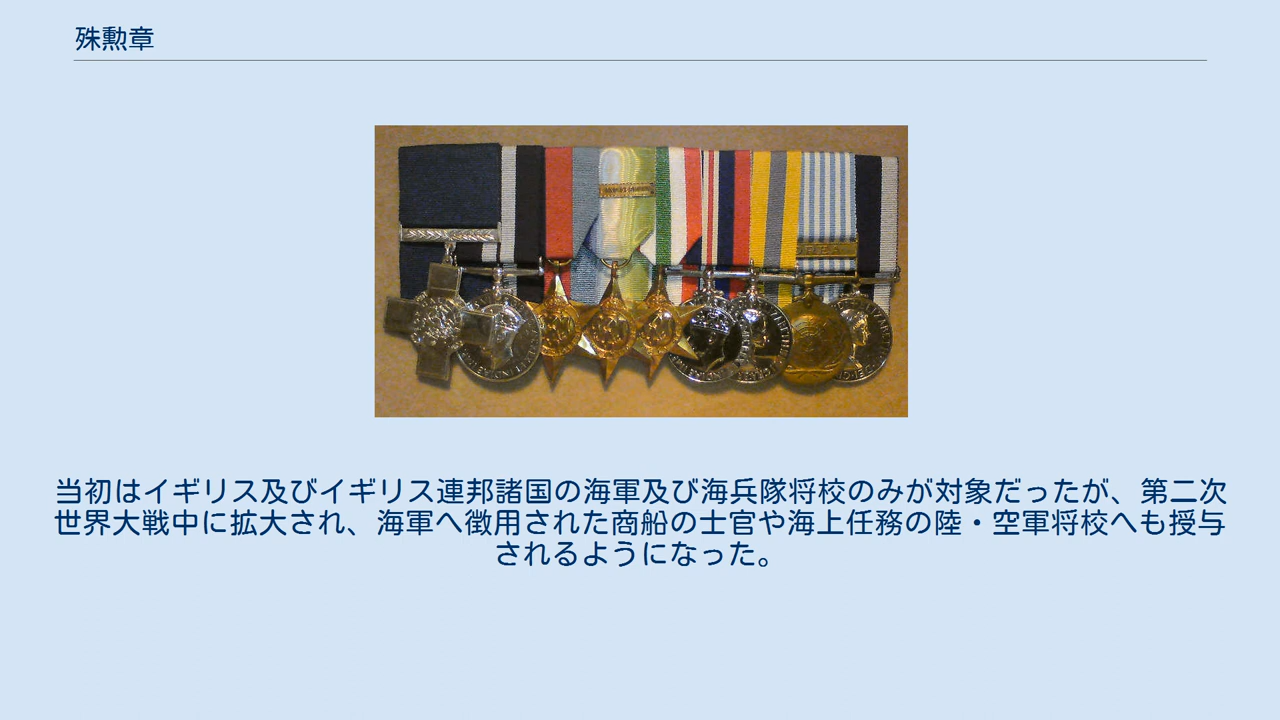 殊勲章
当初はイギリス及びイギリス連邦諸国の海軍及び海兵隊将校のみが対象だったが、第二次
世界大戦中に拡大され、海軍へ徴用された商船の士官や海上任務の陸・空軍将校へも授与
されるようになった。